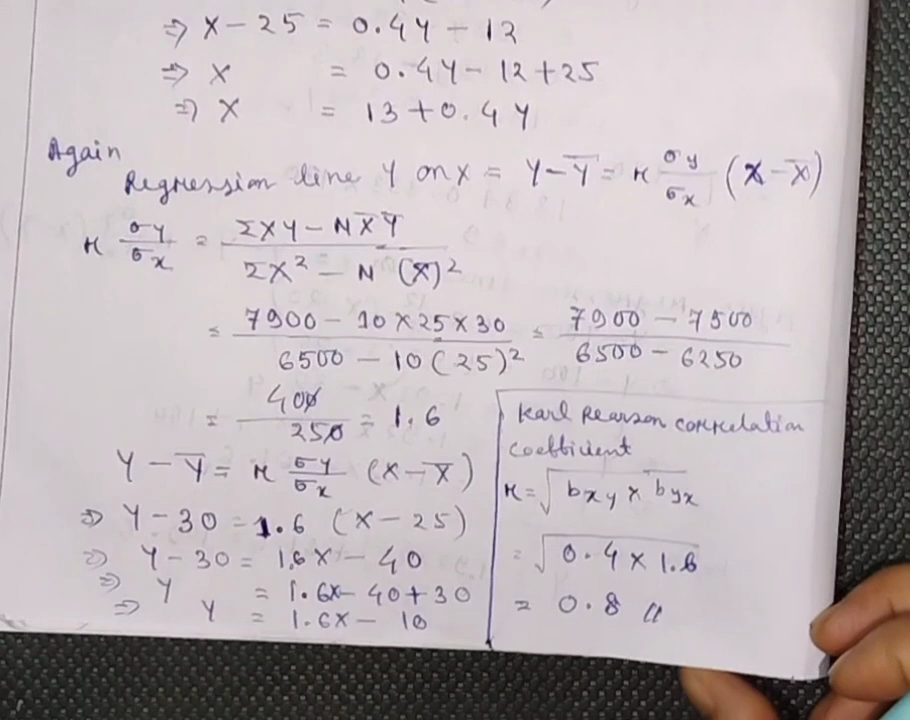 ⇒ X - 25 = 0.4Y - 12
⇒ X = 0.4Y - 12 + 25
⇒ X = 13 + 0.4Y
Again
Regression line Y on X = Y - Y̅ = r σy/σx (X - X̅)
r σy/σx = (ΣXY - N X̅ Y̅) / (ΣX² - N (X̅)²)
= (7900 - 10 × 25 × 30) / (6500 - 10(25)²) = (7900 - 7500) / (6500 - 6250)
= 400/250 = 1.6
Y - Y̅ = r σy/σx (X - X̅)
⇒ Y - 30 = 1.6 (X - 25)
⇒ Y - 30 = 1.6X - 40
⇒ Y = 1.6X - 40 + 30
⇒ Y = 1.6X - 10
Karl Pearson correlation
coefficient
r = √(bxy × byx)
= √(0.4 × 1.6)
= 0.8 //